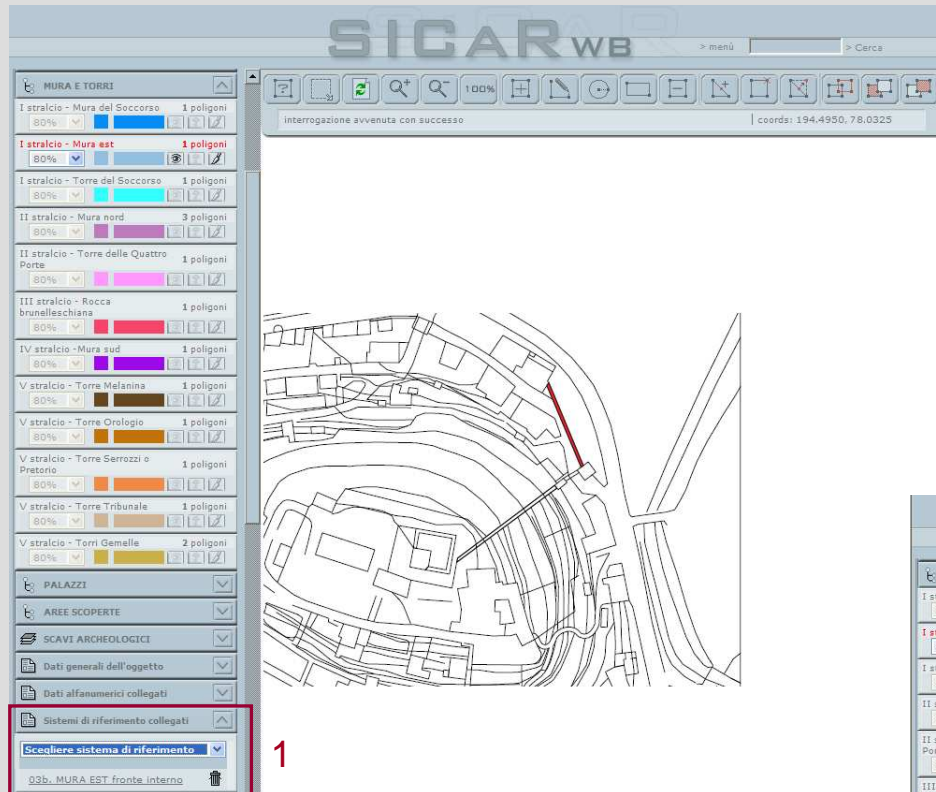 SICAR WB
> menù
> Cerca
MURA E TORRI
100%
interrogazione avvenuta con successo
coords: 194.4950, 78.0325
I stralcio - Mura del Soccorso 1 poligoni
80%
I stralcio - Mura est 1 poligoni
80%
I stralcio - Torre del Soccorso 1 poligoni
80%
II stralcio - Mura nord 3 poligoni
80%
II stralcio - Torre delle Quattro
Porte 1 poligoni
80%
III stralcio - Rocca
brunelleschiana 1 poligoni
80%
IV stralcio -Mura sud 1 poligoni
80%
V stralcio - Torre Melanina 1 poligoni
80%
V stralcio - Torre Orologio 1 poligoni
80%
V stralcio - Torre Serrozzi o
Pretorio 1 poligoni
80%
V stralcio - Torre Tribunale 1 poligoni
80%
V stralcio - Torri Gemelle 2 poligoni
80%
PALAZZI
AREE SCOPERTE
SCAVI ARCHEOLOGICI
Dati generali dell'oggetto
Dati alfanumerici collegati
Sistemi di riferimento collegati
Scegliere sistema di riferimento
03b. MURA EST fronte interno
1